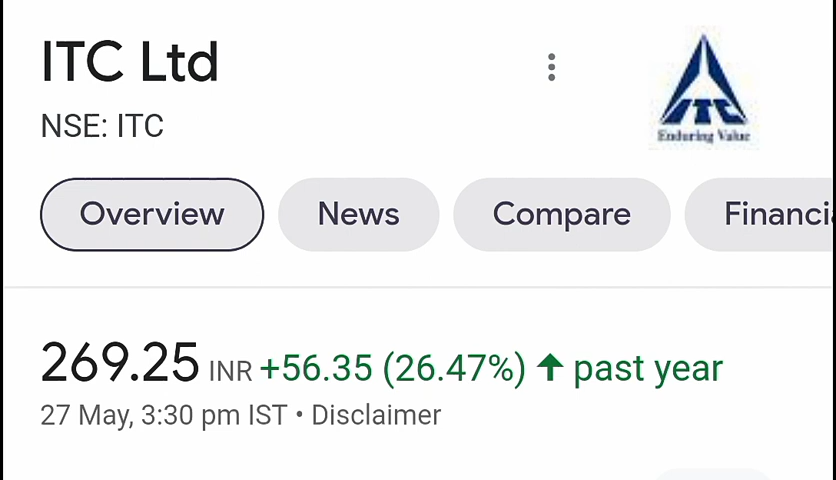 ITC Ltd
NSE: ITC
ITC
Enduring Value
Overview
News
Compare
Financia
269.25 INR +56.35 (26.47%) ↑ past year
27 May, 3:30 pm IST • Disclaimer